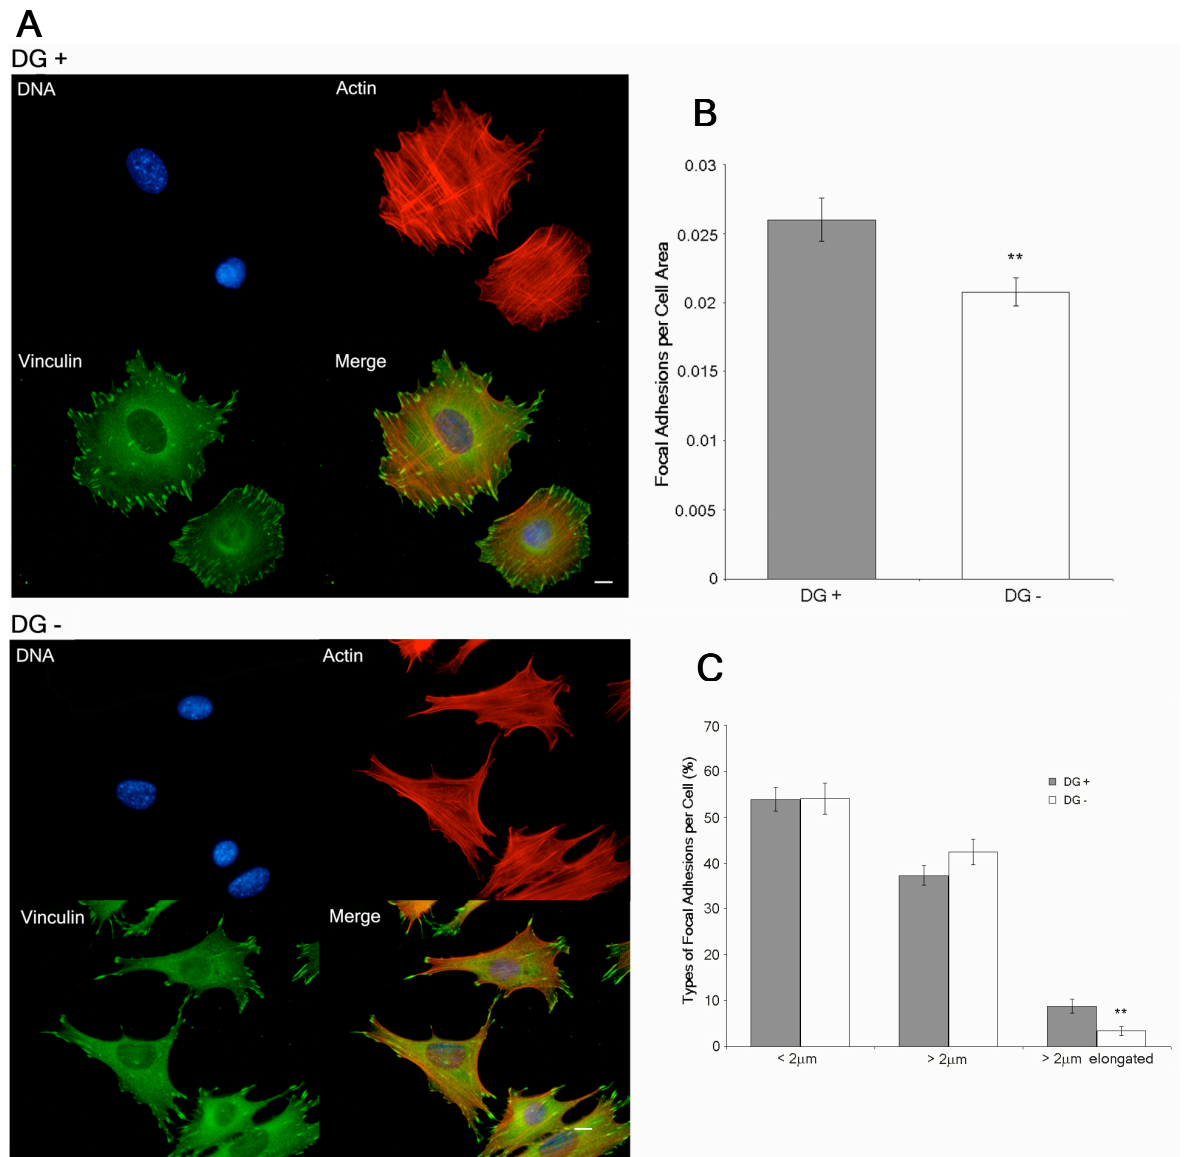 A
DG +
DNA
Actin
Vinculin
Merge
DG -
DNA
Actin
Vinculin
Merge
B
Focal Adhesions per Cell Area
0.03
0.025
0.02
0.015
0.01
0.005
0
**
DG +
DG -
C
Types of Focal Adhesions per Cell (%)
70
60
50
40
30
20
10
0
DG +
DG -
**
< 2μm
> 2μm
> 2μm elongated